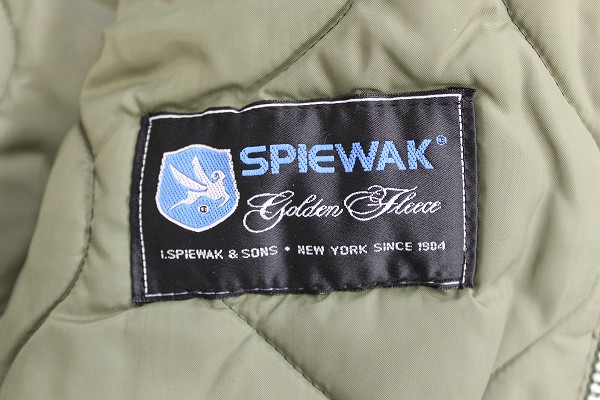 SPIEWAK®
Golden Fleece
I.SPIEWAK & SONS • NEW YORK SINCE 1904